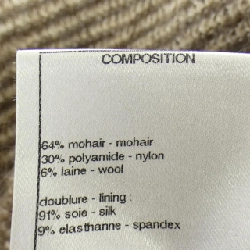 COMPOSITION
64% mohair - mohair
30% polyamide - nylon
6% laine - wool
doublure - lining :
91% soie - silk
9% elasthanne - spandex